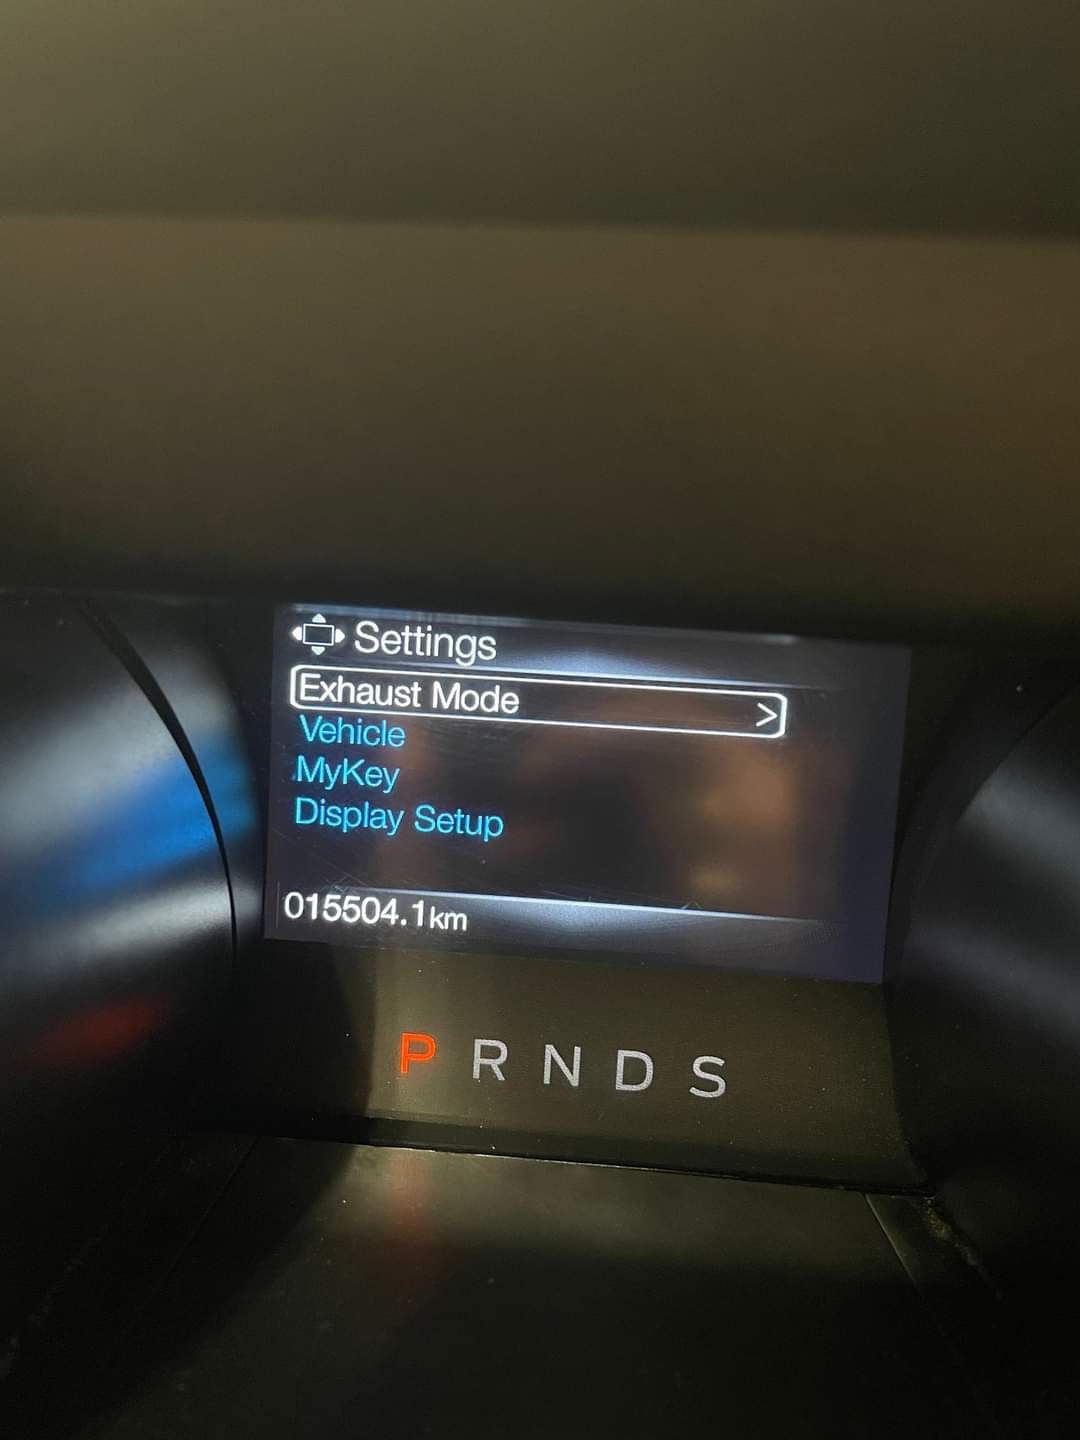 Settings
Exhaust Mode >
Vehicle
MyKey
Display Setup
015504.1km
P R N D S